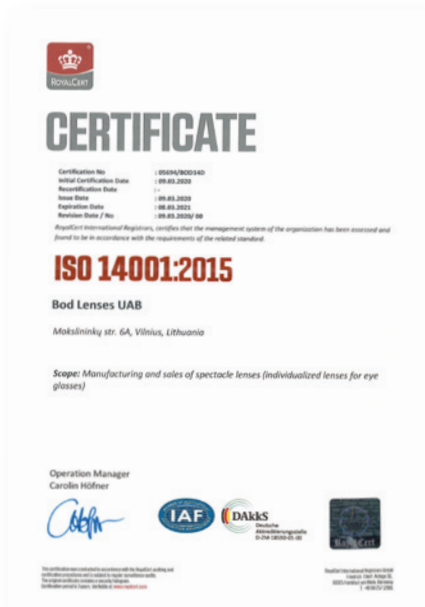 ROYALCERT
CERTIFICATE
Certification No : 05694/BOD14D
Initial Certification Date : 09.03.2020
Recertification Date : -
Issue Date : 09.03.2020
Expiration Date : 08.03.2021
Revision Date / No : 09.03.2020/ 00
RoyalCert International Registrars, certifies that the management system of the organization has been assessed and
found to be in accordance with the requirements of the related standard.
ISO 14001:2015
Bod Lenses UAB
Mokslininkų str. 6A, Vilnius, Lithuania
Scope: Manufacturing and sales of spectacle lenses (individualized lenses for eye
glasses)
Operation Manager
Carolin Höfner
IAF
DAkkS
Deutsche
Akkreditierungsstelle
RoyalCert